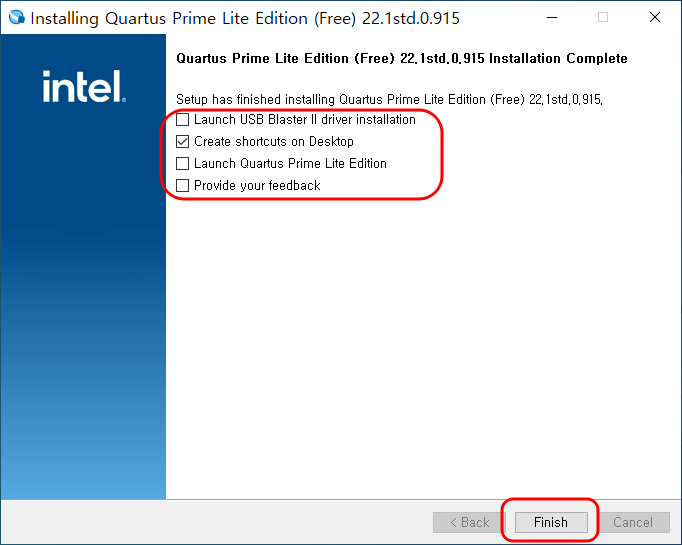 Installing Quartus Prime Lite Edition (Free) 22.1std.0.915
intel.
Quartus Prime Lite Edition (Free) 22.1std.0.915 Installation Complete
Setup has finished installing Quartus Prime Lite Edition (Free) 22.1std.0.915.
Launch USB Blaster II driver installation
Create shortcuts on Desktop
Launch Quartus Prime Lite Edition
Provide your feedback
< Back Finish Cancel